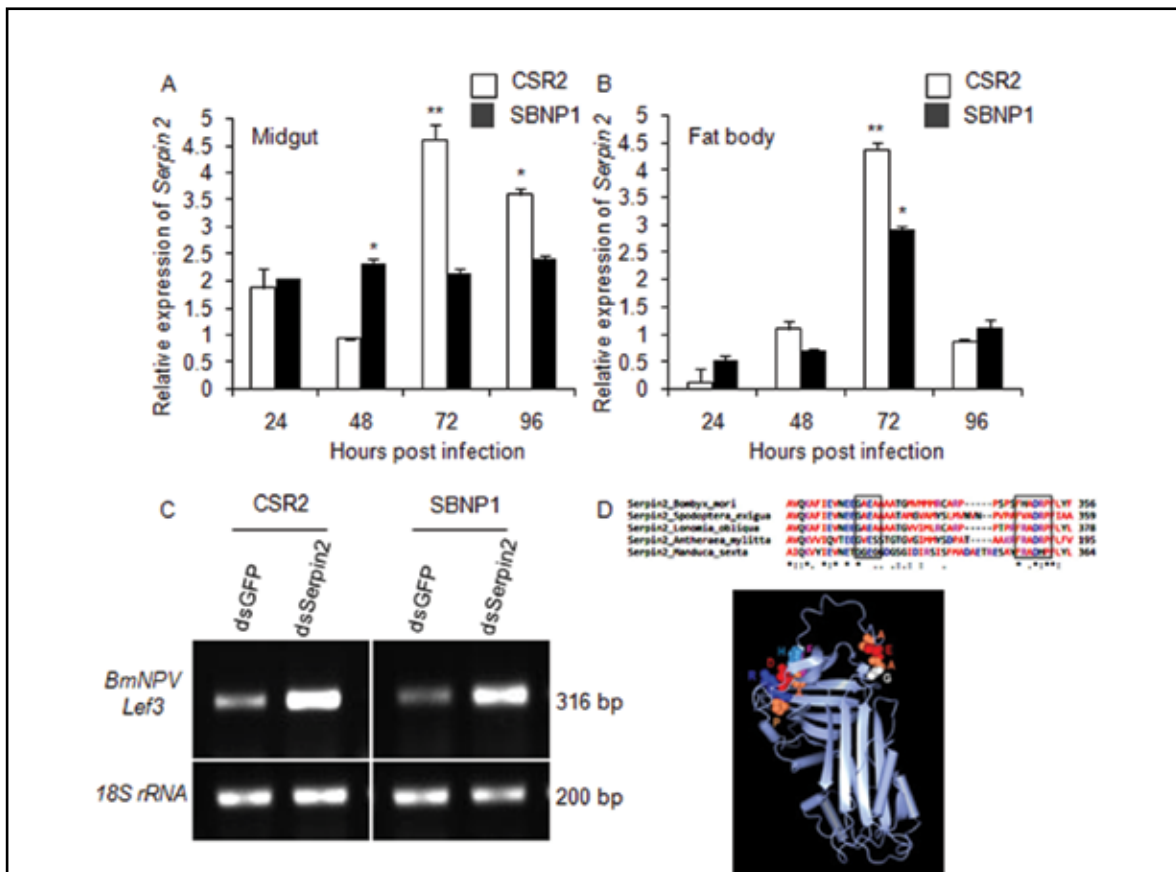 A
CSR2
SBNP1
Midgut
Relative expression of Serpin 2
5
4.5
4
3.5
3
2.5
2
1.5
1
0.5
0
**
*
*
24 48 72 96
Hours post infection
B
CSR2
SBNP1
Fat body
Relative expression of Serpin 2
5
4.5
4
3.5
3
2.5
2
1.5
1
0.5
0
**
*
24 48 72 96
Hours post infection
C
CSR2 SBNP1
dsGFP dsSerpin2 dsGFP dsSerpin2
BmNPV
Lef3
316 bp
18S rRNA
200 bp
D
Serpin2_Bombyx_mori 356
Serpin2_Spodoptera_exigua 359
Serpin2_Lonomia_obliqua 378
Serpin2_Antheraea_mylitta 195
Serpin2_Manduca_sexta 364
A
E
A
G
H
D
R
P